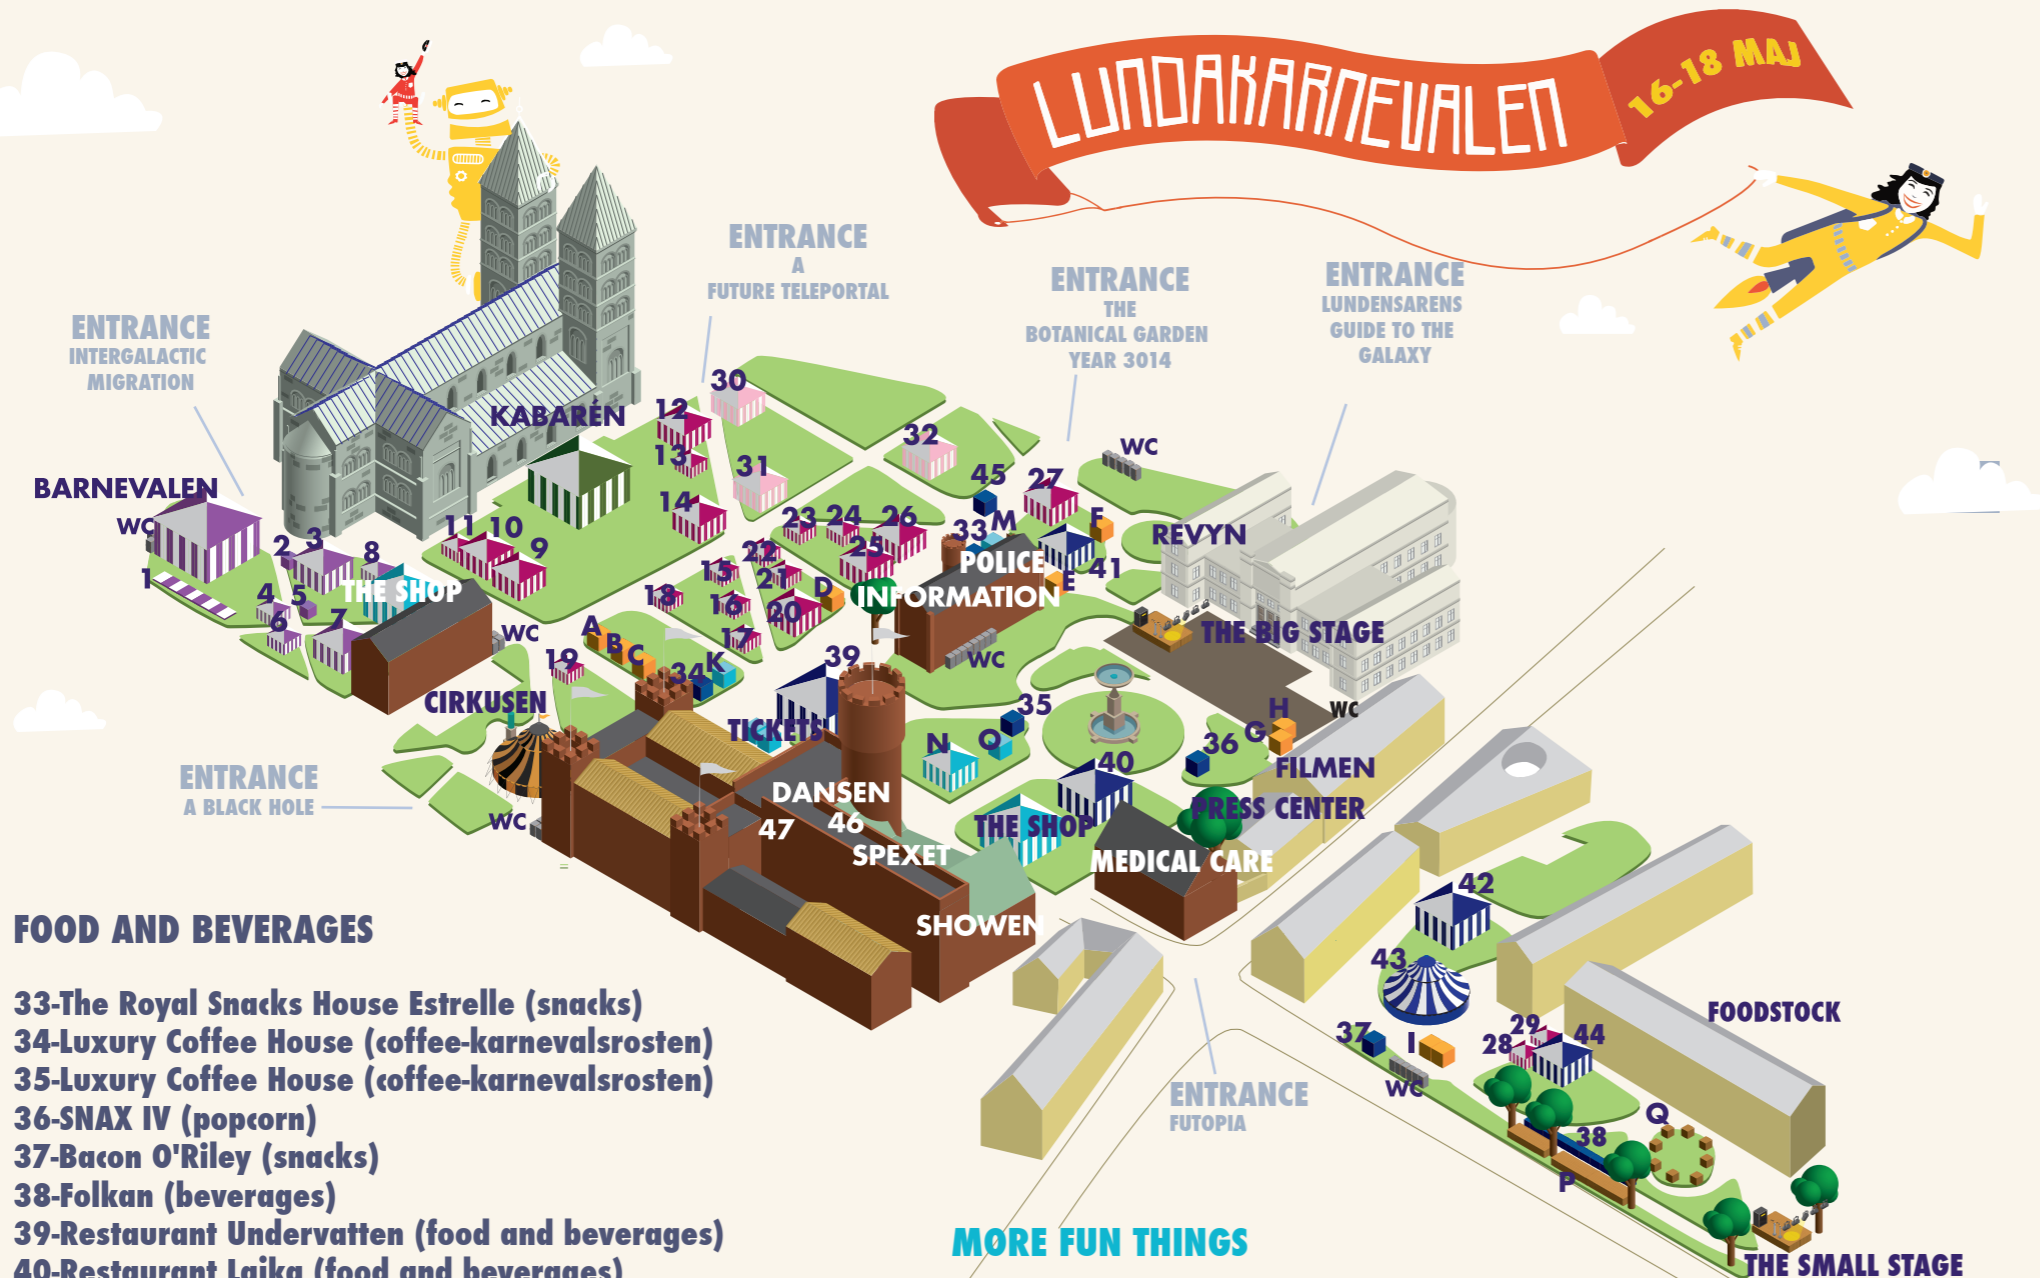 LUNDAKARNEVALEN
16-18 MAJ
ENTRANCE
A
FUTURE TELEPORTAL
ENTRANCE
THE
BOTANICAL GARDEN
YEAR 3014
ENTRANCE
LUNDENSARENS
GUIDE TO THE
GALAXY
ENTRANCE
INTERGALACTIC
MIGRATION
30
12
KABARÉN
32
WC
13
31
45
27
BARNEVALEN
14
WC
11
10
23
24
26
33
M
F
REVYN
2
3
8
9
22
25
POLICE
41
1
THE SHOP
15
21
D
E
4
5
18
16
20
INFORMATION
6
7
WC
A
B
C
17
THE BIG STAGE
19
34
K
39
WC
CIRKUSEN
35
H
WC
TICKETS
N
O
36
G
ENTRANCE
A BLACK HOLE
40
FILMEN
DANSEN
WC
47
46
THE SHOP
PRESS CENTER
SPEXET
MEDICAL CARE
42
SHOWEN
43
FOODSTOCK
37
I
28
29
44
WC
ENTRANCE
FUTOPIA
38
Q
P
THE SMALL STAGE
FOOD AND BEVERAGES
33-The Royal Snacks House Estrelle (snacks)
34-Luxury Coffee House (coffee-karnevalsrosten)
35-Luxury Coffee House (coffee-karnevalsrosten)
36-SNAX IV (popcorn)
37-Bacon O'Riley (snacks)
38-Folkan (beverages)
39-Restaurant Undervatten (food and beverages)
40-Restaurant Laika (food and beverages)
MORE FUN THINGS